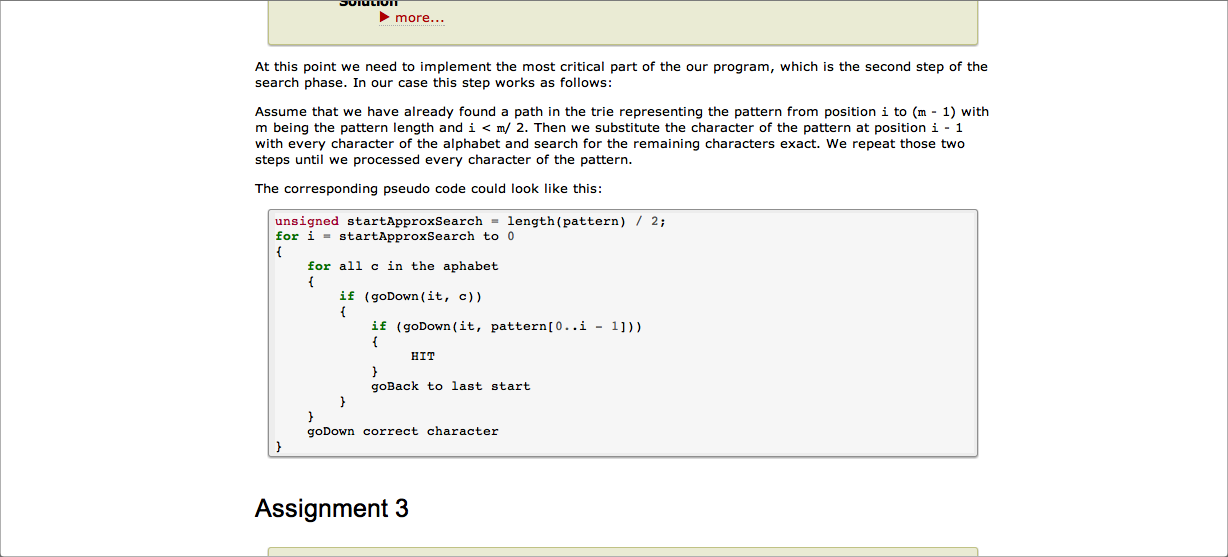 Solution
▶ more...
At this point we need to implement the most critical part of the our program, which is the second step of the
search phase. In our case this step works as follows:
Assume that we have already found a path in the trie representing the pattern from position i to (m - 1) with
m being the pattern length and i < m/ 2. Then we substitute the character of the pattern at position i - 1
with every character of the alphabet and search for the remaining characters exact. We repeat those two
steps until we processed every character of the pattern.
The corresponding pseudo code could look like this:
unsigned startApproxSearch = length(pattern) / 2;
for i = startApproxSearch to 0
{
    for all c in the aphabet
    {
        if (goDown(it, c))
        {
            if (goDown(it, pattern[0..i - 1]))
            {
                 HIT
            }
            goBack to last start
        }
    }
    goDown correct character
}
Assignment 3